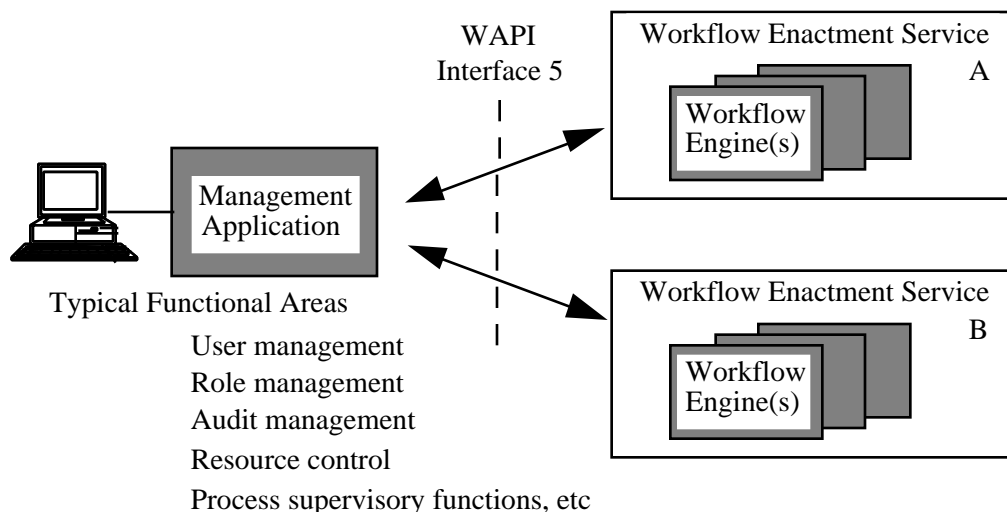 WAPI
Interface 5
Workflow Enactment Service
A
Workflow
Engine(s)
Management
Application
Workflow Enactment Service
B
Workflow
Engine(s)
Typical Functional Areas
User management
Role management
Audit management
Resource control
Process supervisory functions, etc